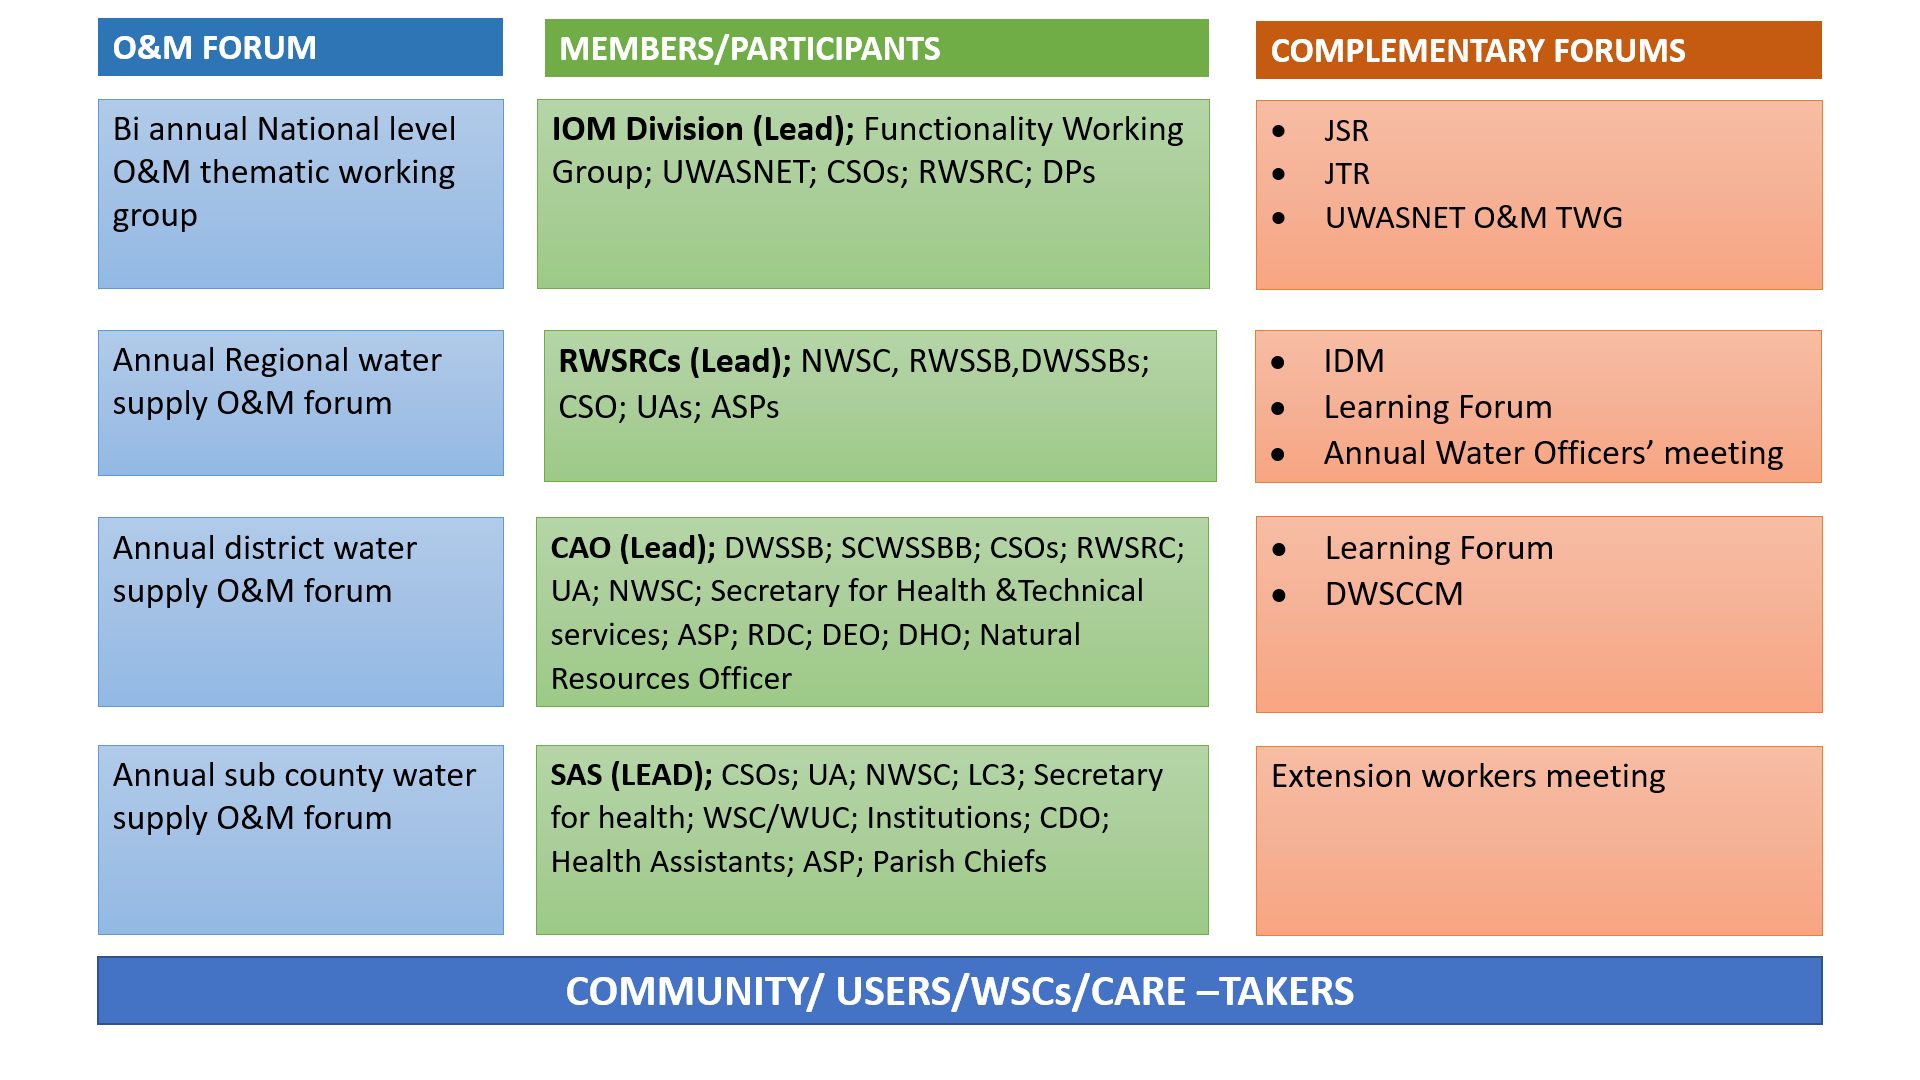 O&M FORUM
MEMBERS/PARTICIPANTS
COMPLEMENTARY FORUMS
Bi annual National level
O&M thematic working
group
IOM Division (Lead); Functionality Working
Group; UWASNET; CSOs; RWSRC; DPs
• JSR
• JTR
• UWASNET O&M TWG
Annual Regional water
supply O&M forum
RWSRCs (Lead); NWSC, RWSSB,DWSSBs;
CSO; UAs; ASPs
• IDM
• Learning Forum
• Annual Water Officers’ meeting
Annual district water
supply O&M forum
CAO (Lead); DWSSB; SCWSSBB; CSOs; RWSRC;
UA; NWSC; Secretary for Health &Technical
services; ASP; RDC; DEO; DHO; Natural
Resources Officer
• Learning Forum
• DWSCCM
Annual sub county water
supply O&M forum
SAS (LEAD); CSOs; UA; NWSC; LC3; Secretary
for health; WSC/WUC; Institutions; CDO;
Health Assistants; ASP; Parish Chiefs
Extension workers meeting
COMMUNITY/ USERS/WSCs/CARE –TAKERS